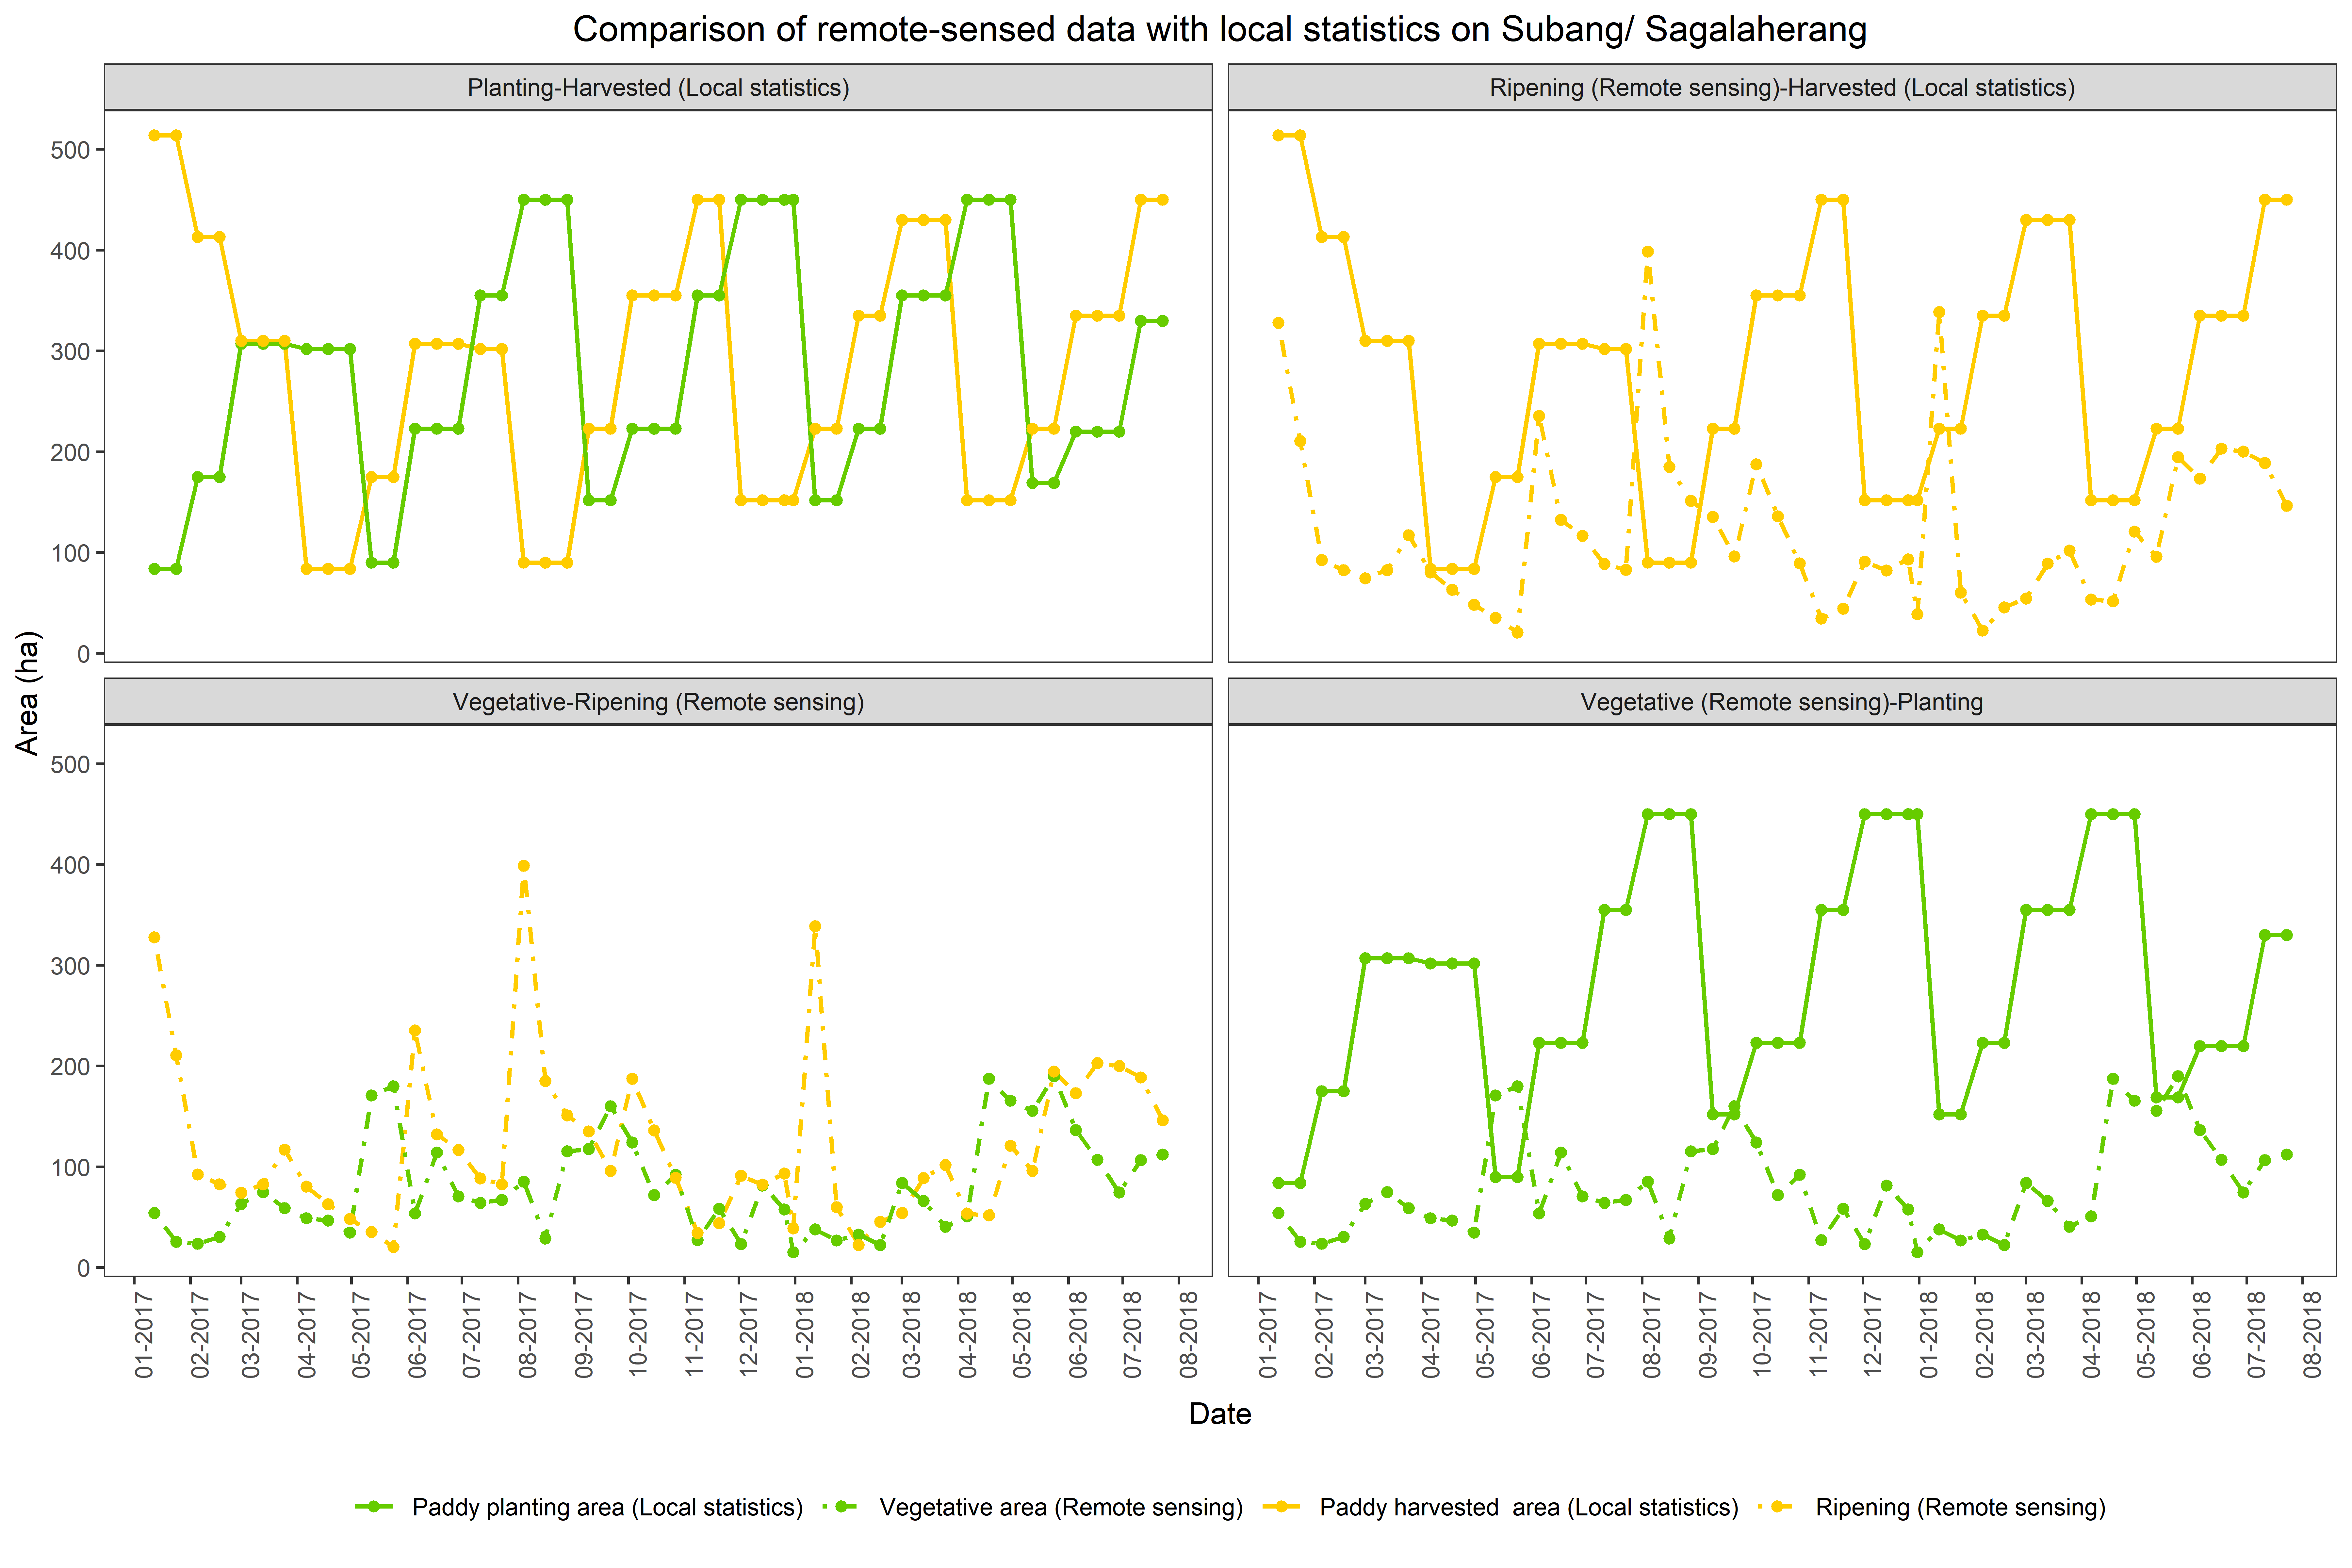 Comparison of remote-sensed data with local statistics on Subang/ Sagalaherang
Planting-Harvested (Local statistics)
Ripening (Remote sensing)-Harvested (Local statistics)
500
400
300
200
100
0
Area (ha)
Vegetative-Ripening (Remote sensing)
Vegetative (Remote sensing)-Planting
500
400
300
200
100
0
01-2017 02-2017 03-2017 04-2017 05-2017 06-2017 07-2017 08-2017 09-2017 10-2017 11-2017 12-2017 01-2018 02-2018 03-2018 04-2018 05-2018 06-2018 07-2018 08-2018
01-2017 02-2017 03-2017 04-2017 05-2017 06-2017 07-2017 08-2017 09-2017 10-2017 11-2017 12-2017 01-2018 02-2018 03-2018 04-2018 05-2018 06-2018 07-2018 08-2018
Date
Paddy planting area (Local statistics) Vegetative area (Remote sensing) Paddy harvested  area (Local statistics) Ripening (Remote sensing)